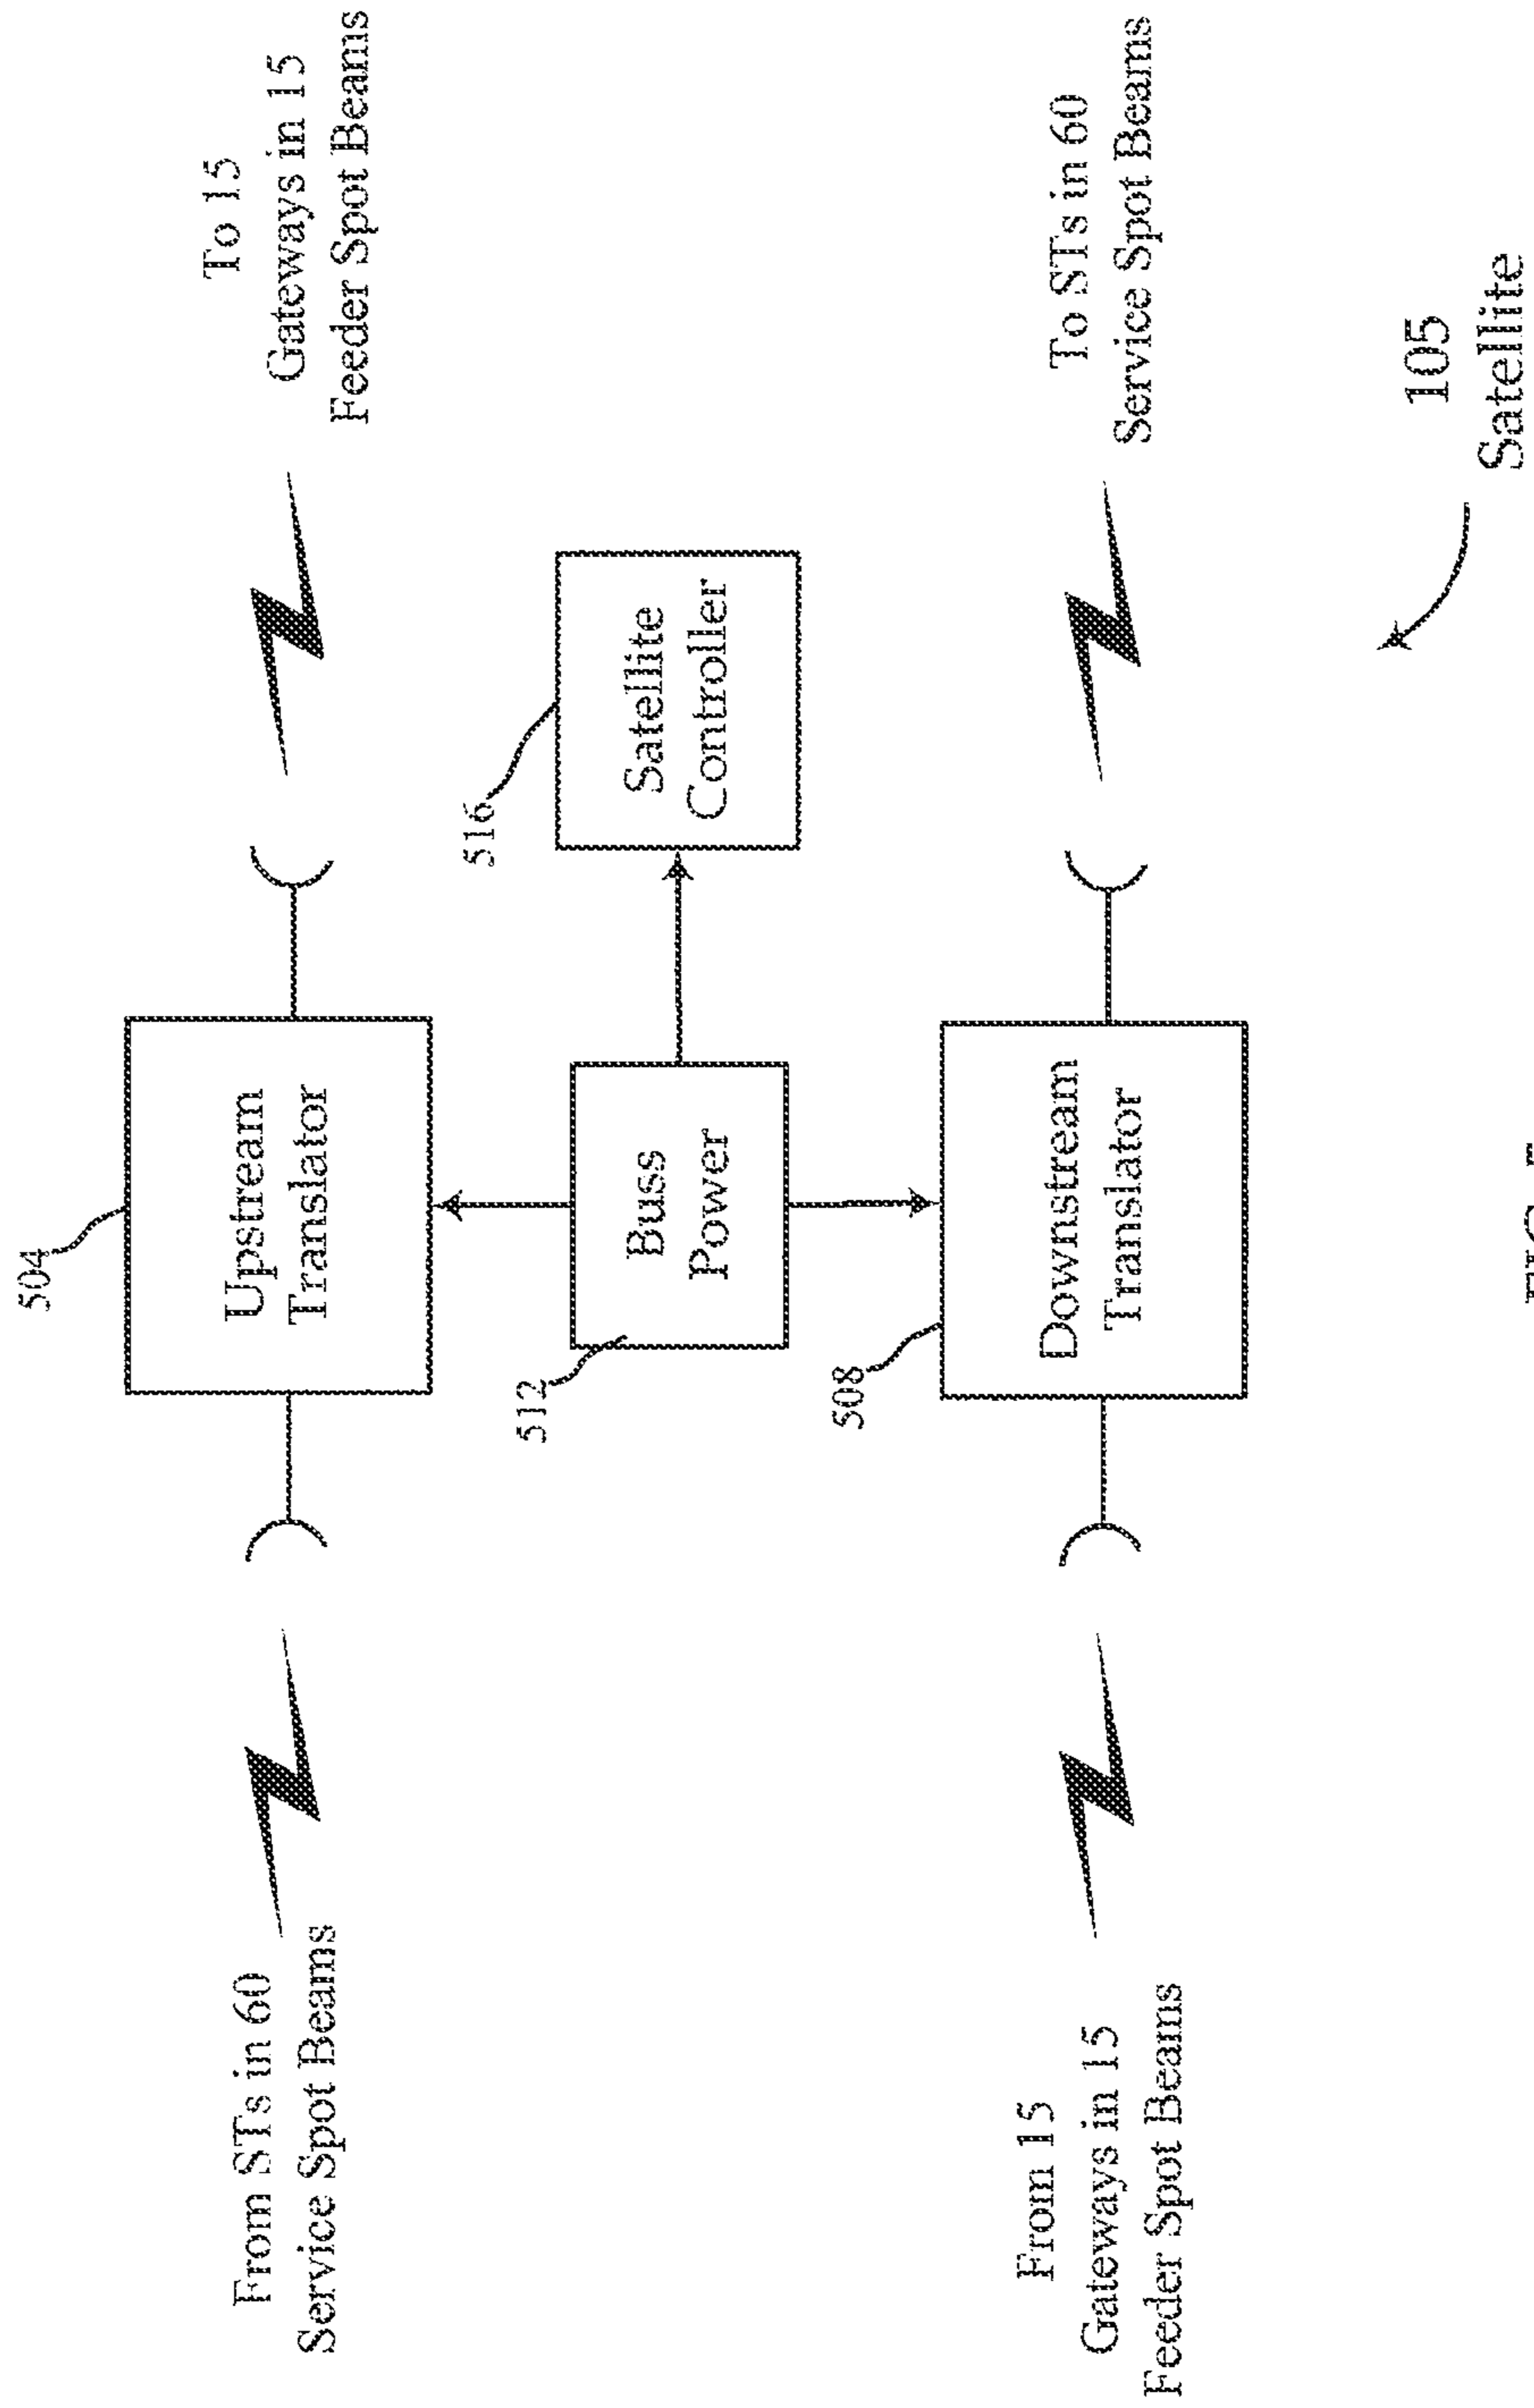 504
From STs in 60
Service Spot Beams
Upstream
Translator
To 15
Gateways in 15
Feeder Spot Beams
516
512
Buss
Power
Satellite
Controller
508
From 15
Gateways in 15
Feeder Spot Beams
Downstream
Translator
To STs in 60
Service Spot Beams
105
Satellite